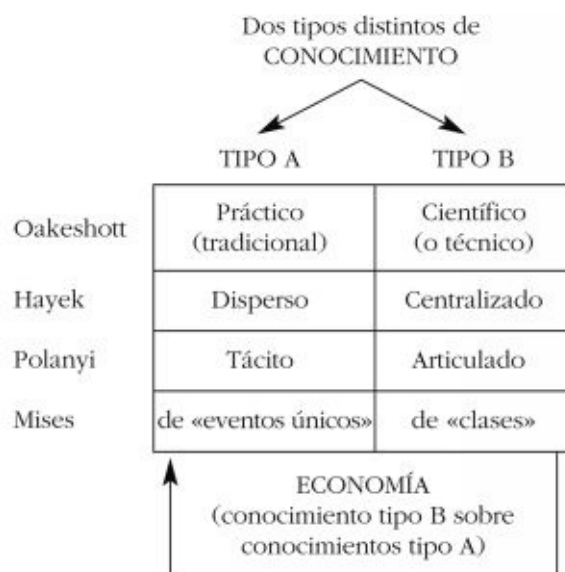 Dos tipos distintos de
CONOCIMIENTO
TIPO A TIPO B
Oakeshott Práctico (tradicional) Científico (o técnico)
Hayek Disperso Centralizado
Polanyi Tácito Articulado
Mises de «eventos únicos» de «clases»
ECONOMÍA
(conocimiento tipo B sobre
conocimientos tipo A)